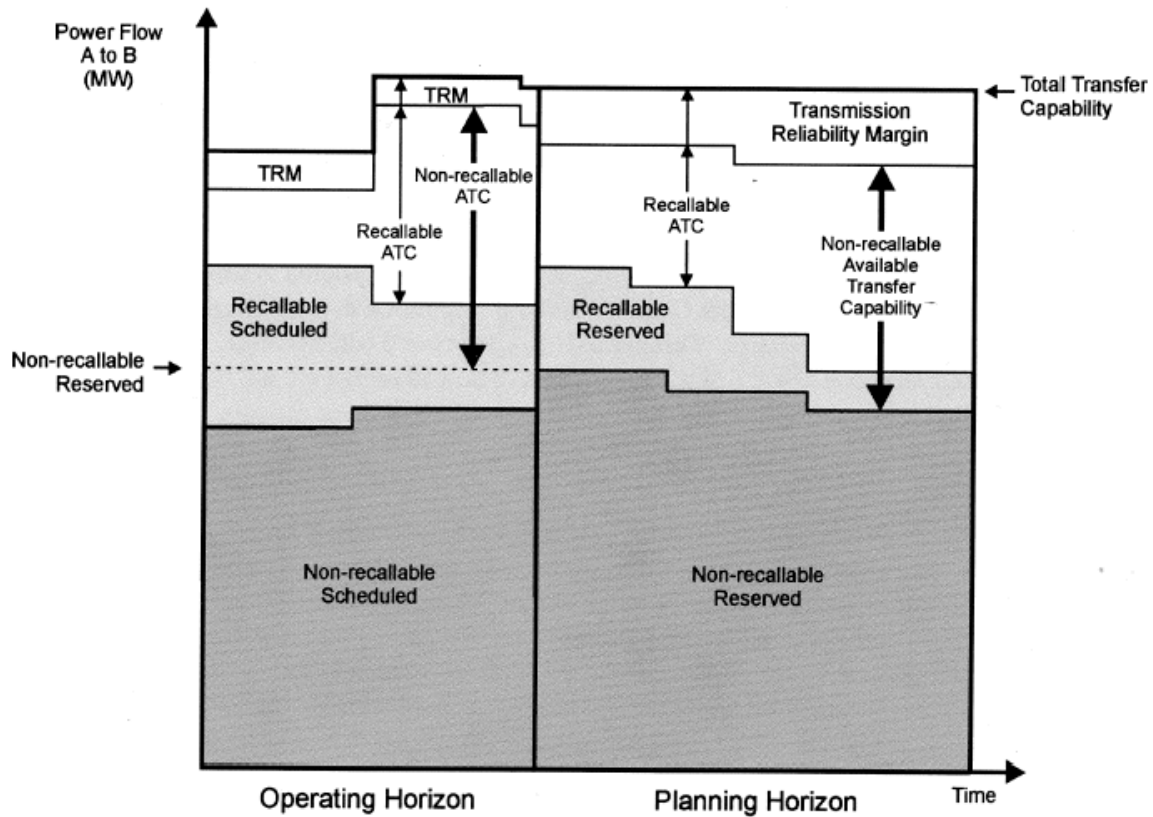 Power Flow
A to B
(MW)
TRM
TRM
Non-recallable
ATC
Recallable
ATC
Recallable
Scheduled
Non-recallable
Reserved
Non-recallable
Scheduled
Total Transfer
Capability
Transmission
Reliability Margin
Recallable
ATC
Non-recallable
Available
Transfer
Capability
Recallable
Reserved
Non-recallable
Reserved
Operating Horizon
Planning Horizon
Time